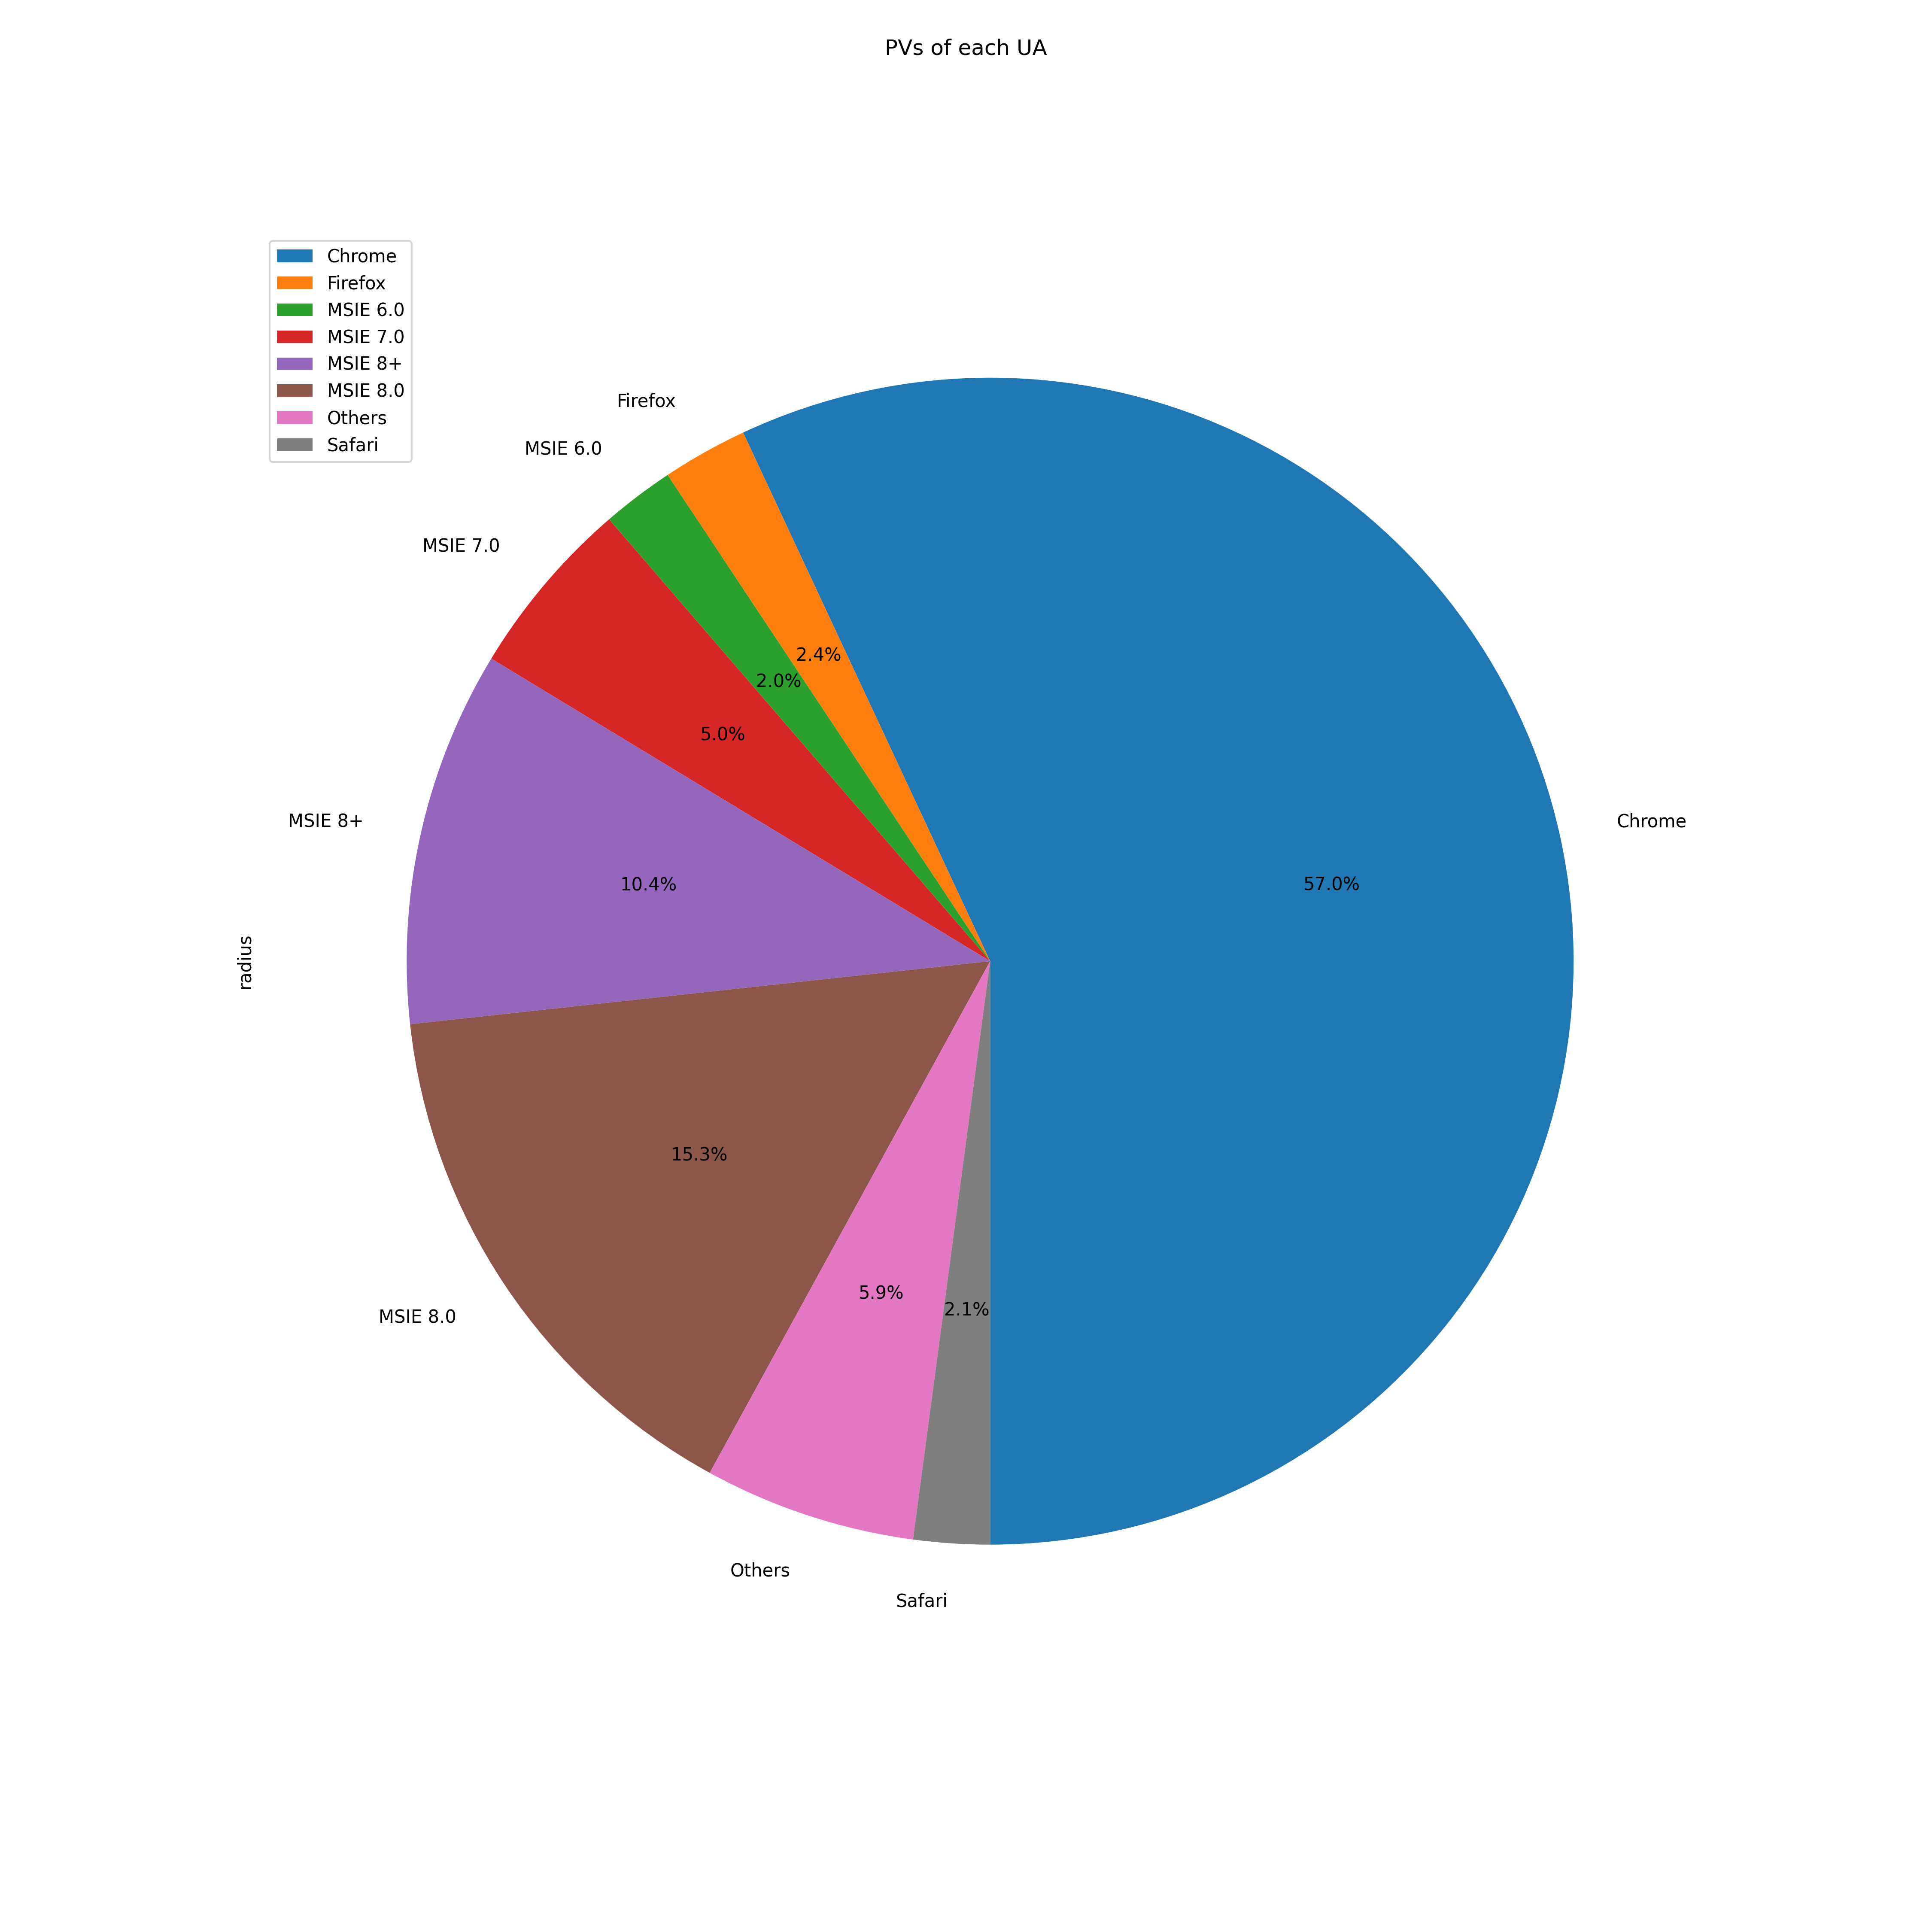 PVs of each UA
Chrome
Firefox
MSIE 6.0
MSIE 7.0
MSIE 8+
MSIE 8.0
Others
Safari
Firefox
MSIE 6.0
MSIE 7.0
2.4%
2.0%
5.0%
MSIE 8+
Chrome
10.4%
57.0%
radius
15.3%
5.9%
2.1%
MSIE 8.0
Others
Safari